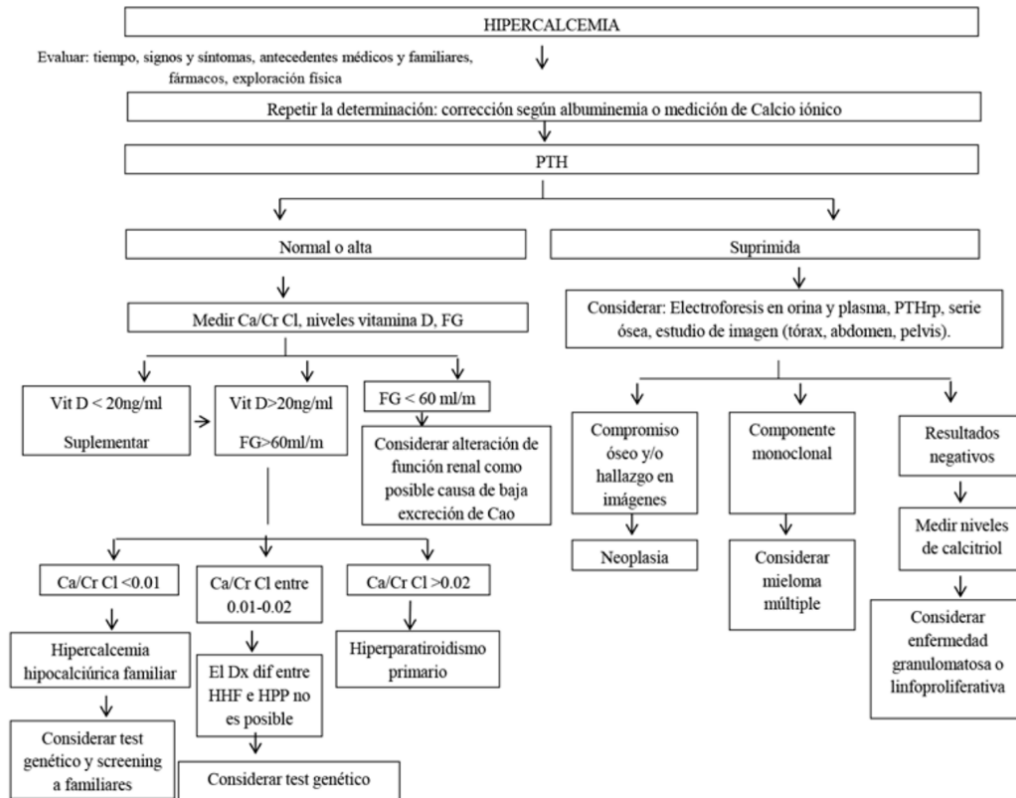 HIPERCALCEMIA
Evaluar: tiempo, signos y síntomas, antecedentes médicos y familiares,
fármacos, exploración física
Repetir la determinación: corrección según albuminemia o medición de Calcio iónico
PTH
Normal o alta
Suprimida
Medir Ca/Cr Cl, niveles vitamina D, FG
Considerar: Electroforesis en orina y plasma, PTHrp, serie
ósea, estudio de imagen (tórax, abdomen, pelvis).
Vit D < 20ng/ml
Suplementar
Vit D>20ng/ml
FG>60ml/m
FG < 60 ml/m
Considerar alteración de
función renal como
posible causa de baja
excreción de Cao
Compromiso
óseo y/o
hallazgo en
imágenes
Neoplasia
Componente
monoclonal
Considerar
mieloma
múltiple
Resultados
negativos
Medir niveles
de calcitriol
Considerar
enfermedad
granulomatosa o
linfoproliferativa
Ca/Cr Cl <0.01
Hipercalcemia
hipocalciúrica familiar
Considerar test
genético y screening
a familiares
Ca/Cr Cl entre
0.01-0.02
El Dx dif entre
HHF e HPP no
es posible
Considerar test genético
Ca/Cr Cl >0.02
Hiperparatiroidismo
primario